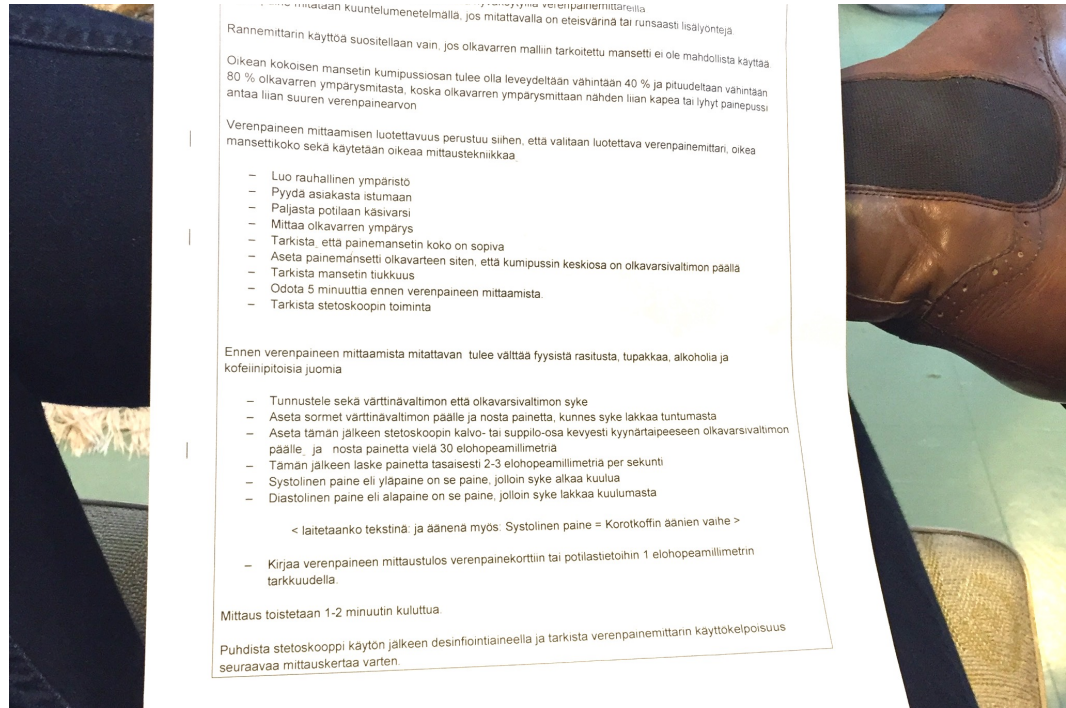 verenpainemittareilla
mitataan kuuntelumenetelmällä, jos mitattavalla on eteisvärinä tai runsaasti lisälyöntejä.
Rannemittarin käyttöä suositellaan vain, jos olkavarren malliin tarkoitettu mansetti ei ole mahdollista käyttää
Oikean kokoisen mansetin kumipussiosan tulee olla leveydeltään vähintään 40 % ja pituudeltaan vähintään
80 % olkavarren ympärysmitasta, koska olkavarren ympärysmittaan nähden liian kapea tai lyhyt painepussi
antaa liian suuren verenpainearvon
Verenpaineen mittaamisen luotettavuus perustuu siihen, että valitaan luotettava verenpainemittari, oikea
mansettikoko sekä käytetään oikeaa mittaustekniikkaa.
– Luo rauhallinen ympäristö
– Pyydä asiakasta istumaan
– Paljasta potilaan käsivarsi
– Mittaa olkavarren ympärys
– Tarkista, että painemansetin koko on sopiva
– Aseta painemansetti olkavarteen siten, että kumipussin keskiosa on olkavarsivaltimon päällä
– Tarkista mansetin tiukkuus
– Odota 5 minuuttia ennen verenpaineen mittaamista.
– Tarkista stetoskoopin toiminta
Ennen verenpaineen mittaamista mitattavan tulee välttää fyysistä rasitusta, tupakkaa, alkoholia ja
kofeiinipitoisia juomia
– Tunnustele sekä värttinävaltimon että olkavarsivaltimon syke
– Aseta sormet värttinävaltimon päälle ja nosta painetta, kunnes syke lakkaa tuntumasta
– Aseta tämän jälkeen stetoskoopin kalvo- tai suppilo-osa kevyesti kyynärtaipeeseen olkavarsivaltimon
päälle, ja nosta painetta vielä 30 elohopeamillimetriä
– Tämän jälkeen laske painetta tasaisesti 2-3 elohopeamillimetriä per sekunti
– Systolinen paine eli yläpaine on se paine, jolloin syke alkaa kuulua
– Diastolinen paine eli alapaine on se paine, jolloin syke lakkaa kuulumasta
< laitetaanko tekstinä: ja äänenä myös: Systolinen paine = Korotkoffin äänien vaihe >
– Kirjaa verenpaineen mittaustulos verenpainekorttiin tai potilastietoihin 1 elohopeamillimetrin
tarkkuudella.
Mittaus toistetaan 1-2 minuutin kuluttua.
Puhdista stetoskooppi käytön jälkeen desinfiointiaineella ja tarkista verenpainemittarin käyttökelpoisuus
seuraavaa mittauskertaa varten.